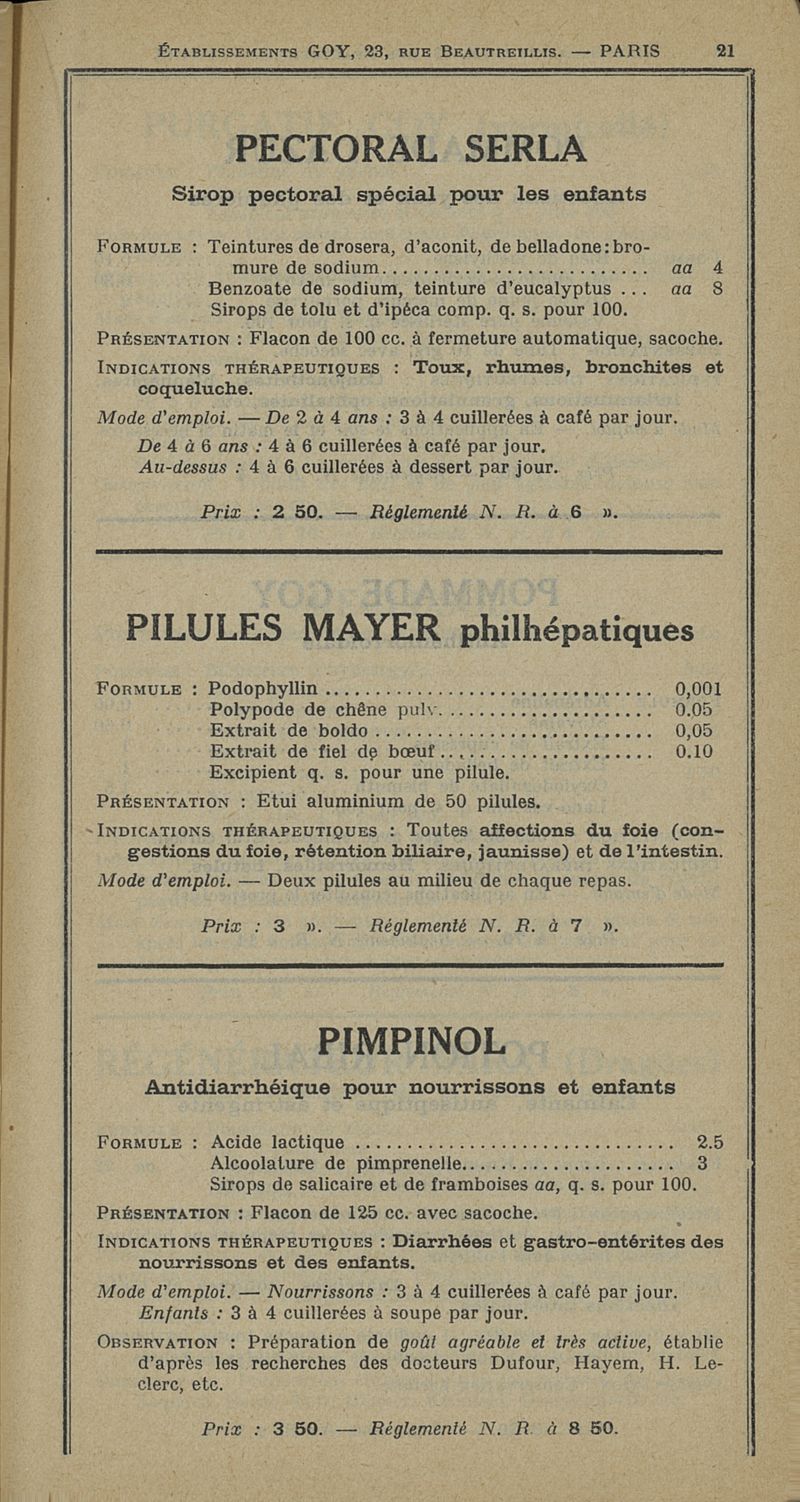 ÉTABLISSEMENTS GOY, 23, RUE BEAUTREILLIS. — PARIS 21
PECTORAL SERLA
Sirop pectoral spécial pour les enfants
FORMULE : Teintures de drosera, d'aconit, de belladone: bro-
mure de sodium.......................... aa 4
Benzoate de sodium, teinture d'eucalyptus ... aa 8
Sirops de tolu et d'ipéca comp. q. s. pour 100.
PRÉSENTATION : Flacon de 100 cc. à fermeture automatique, sacoche.
INDICATIONS THÉRAPEUTIQUES : Toux, rhumes, bronchites et
coqueluche.
Mode d'emploi. — De 2 à 4 ans : 3 à 4 cuillerées à café par jour.
De 4 à 6 ans : 4 à 6 cuillerées à café par jour.
Au-dessus : 4 à 6 cuillerées à dessert par jour.
Prix : 2 50. — Réglementé N. R. à 6 ».
PILULES MAYER philhépatiques
FORMULE : Podophyllin ................................ 0,001
Polypode de chêne pulv...................... 0.05
Extrait de boldo ........................... 0,05
Extrait de fiel de bœuf..................... 0.10
Excipient q. s. pour une pilule.
PRÉSENTATION : Etui aluminium de 50 pilules.
INDICATIONS THÉRAPEUTIQUES : Toutes affections du foie (con-
gestions du foie, rétention biliaire, jaunisse) et de l'intestin.
Mode d'emploi. — Deux pilules au milieu de chaque repas.
Prix : 3 ». — Réglementé N. R. à 7 ».
PIMPINOL
Antidiarrhéique pour nourrissons et enfants
FORMULE : Acide lactique ............................... 2.5
Alcoolature de pimprenelle..................... 3
Sirops de salicaire et de framboises aa, q. s. pour 100.
PRÉSENTATION : Flacon de 125 cc. avec sacoche.
INDICATIONS THÉRAPEUTIQUES : Diarrhées et gastro-entérites des
nourrissons et des enfants.
Mode d'emploi. — Nourrissons : 3 à 4 cuillerées à café par jour.
Enfants : 3 à 4 cuillerées à soupe par jour.
OBSERVATION : Préparation de goût agréable et très active, établie
d'après les recherches des docteurs Dufour, Hayem, H. Le-
clerc, etc.
Prix : 3 50. — Réglementé N. R. à 8 50.